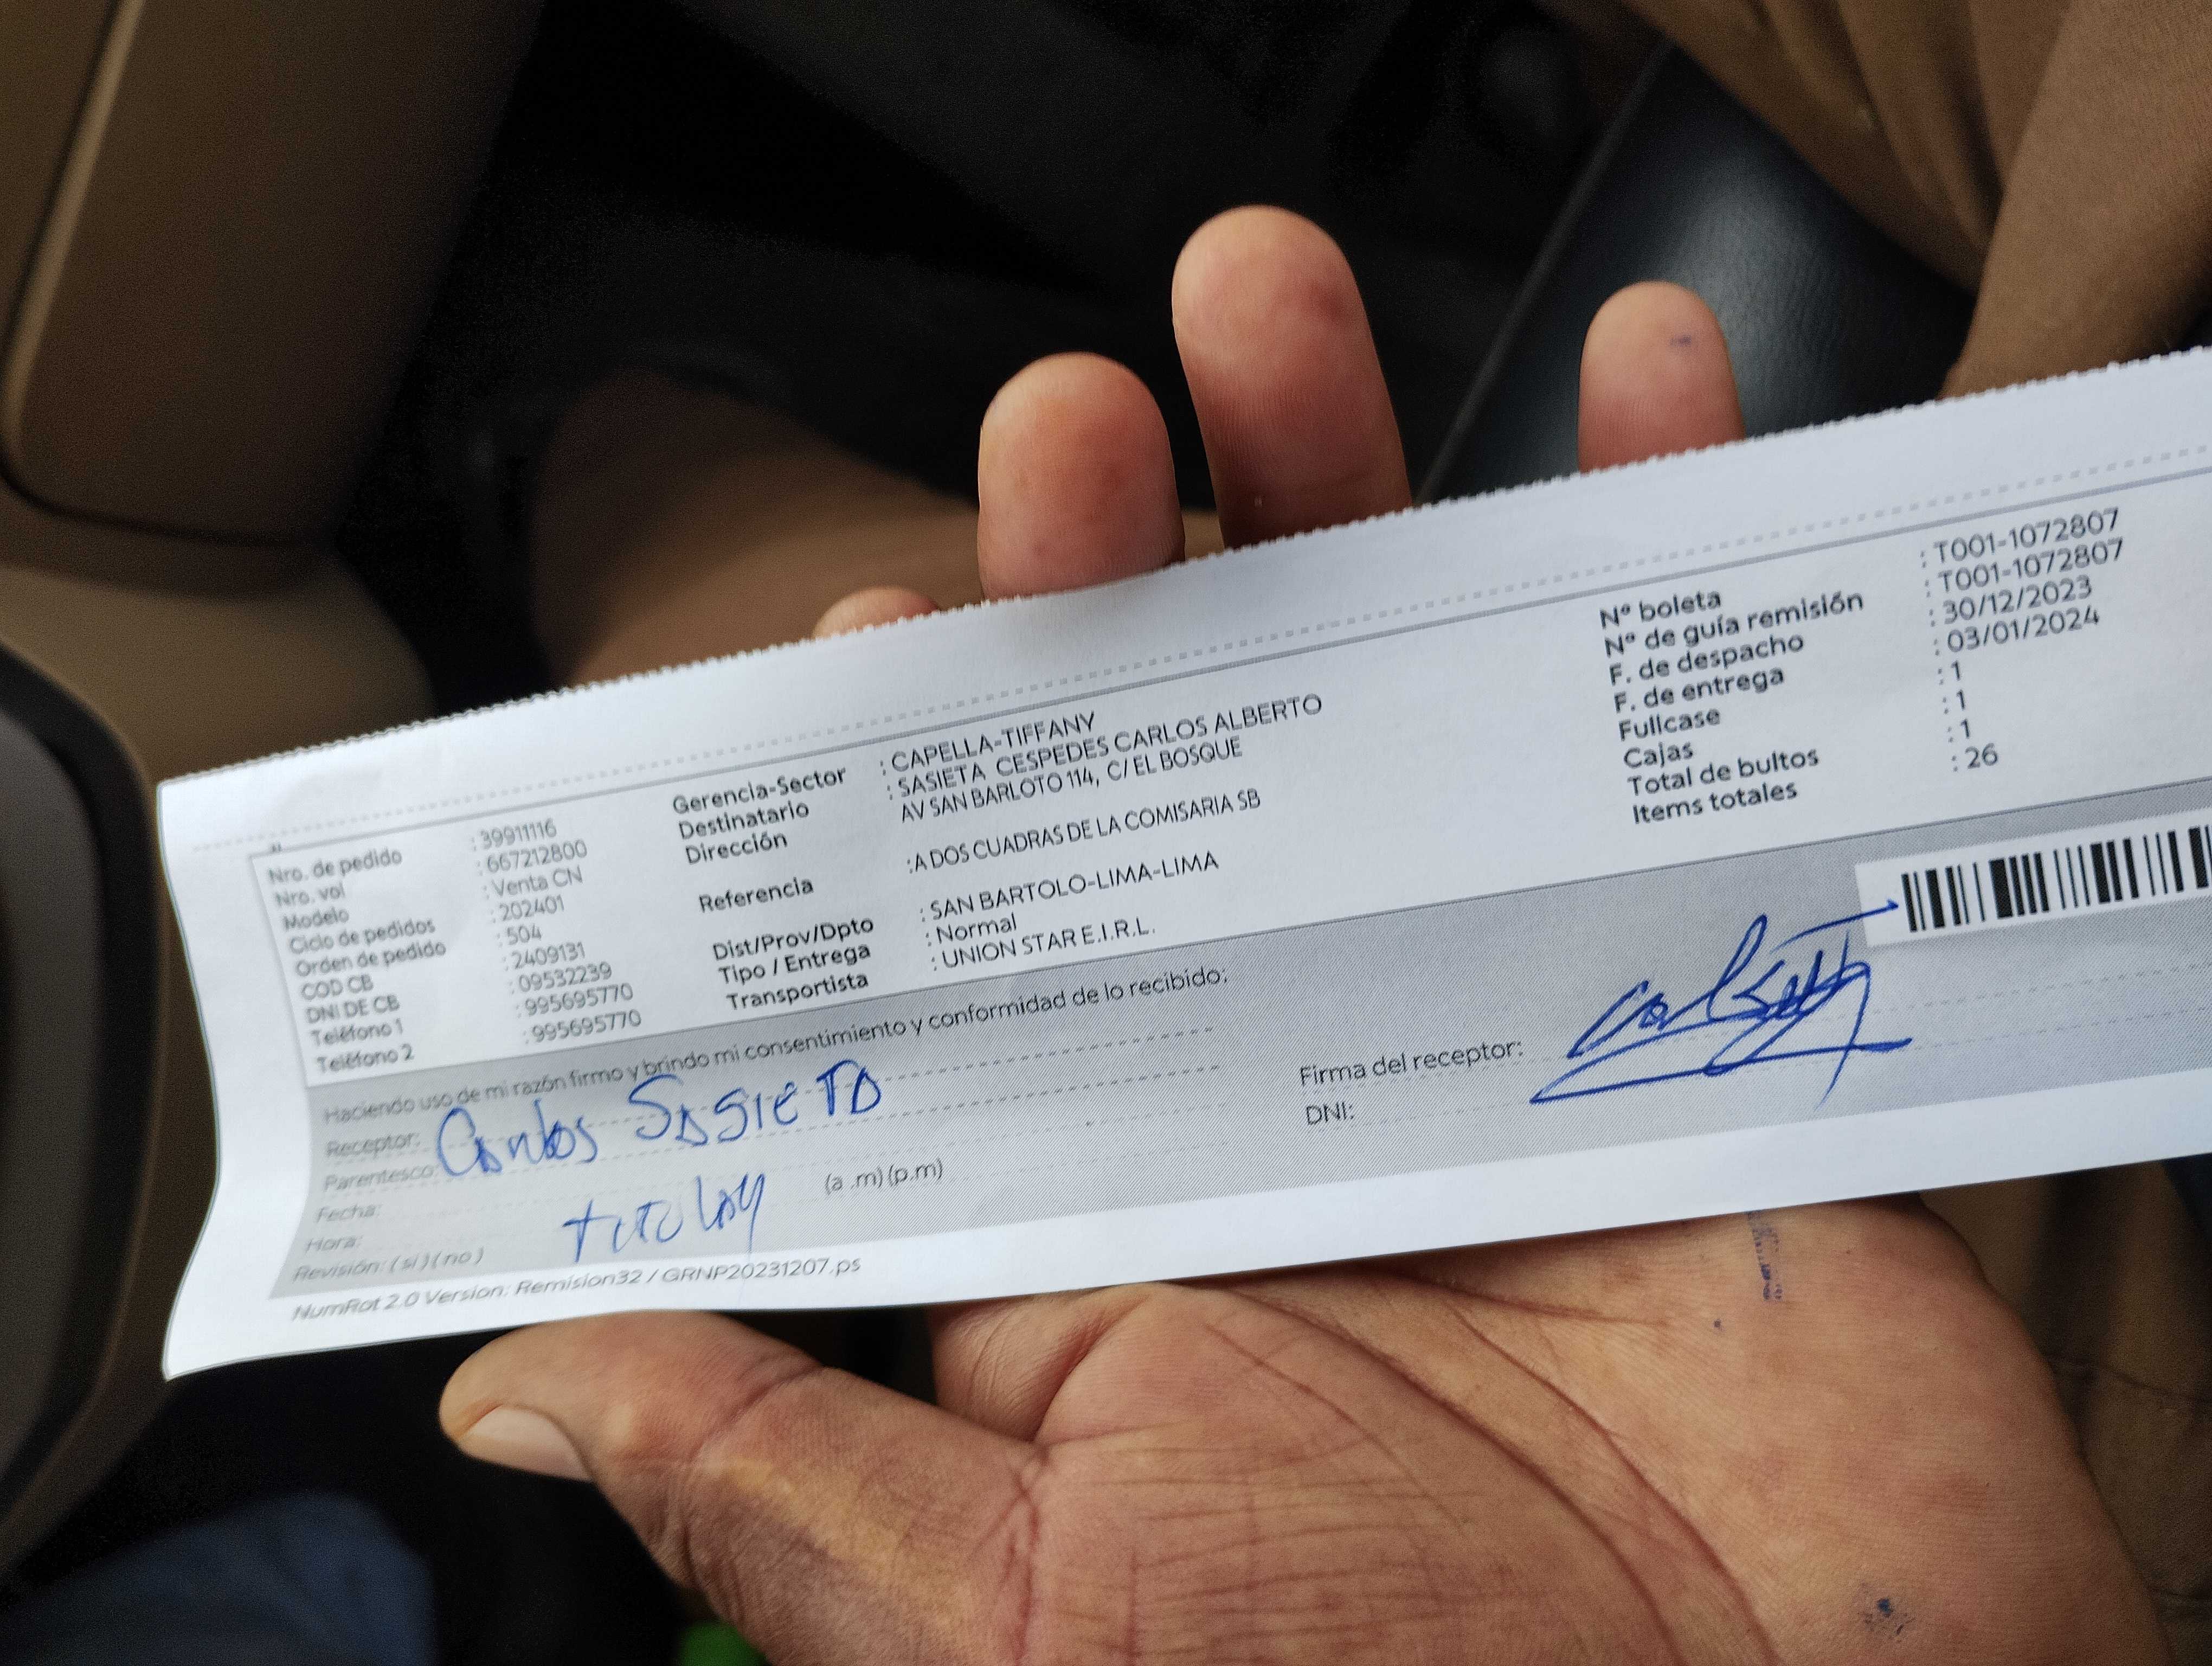 Nro. de pedido : 39911116
Nro. vol : 667212800
Modelo : Venta CN
Ciclo de pedidos : 202401
Orden de pedido : 504
COD CB : 2409131
DNI DE CB : 09532239
Teléfono 1 : 995695770
Teléfono 2 : 995695770
Gerencia-Sector : CAPELLA-TIFFANY
Destinatario : SASIETA CESPEDES CARLOS ALBERTO
Dirección AV SAN BARLOTO 114, C/EL BOSQUE
Referencia :A DOS CUADRAS DE LA COMISARIA SB
Dist/Prov/Dpto : SAN BARTOLO-LIMA-LIMA
Tipo / Entrega : Normal
Transportista : UNION STAR E.I.R.L.
N° boleta : T001-1072807
N° de guía remisión : T001-1072807
F. de despacho : 30/12/2023
F. de entrega : 03/01/2024
Fullcase : 1
Cajas : 1
Total de bultos : 1
Items totales : 26
Haciendo uso de mi razón firmo y brindo mi consentimiento y conformidad de lo recibido:
Receptor: Carlos Sasieta
Parentesco:
Fecha:
Hora: (a .m) (p.m)
Revisión: ( si ) ( no )
Firma del receptor:
DNI:
NumRot 2.0 Version: Remision32 / GRNP20231207.ps